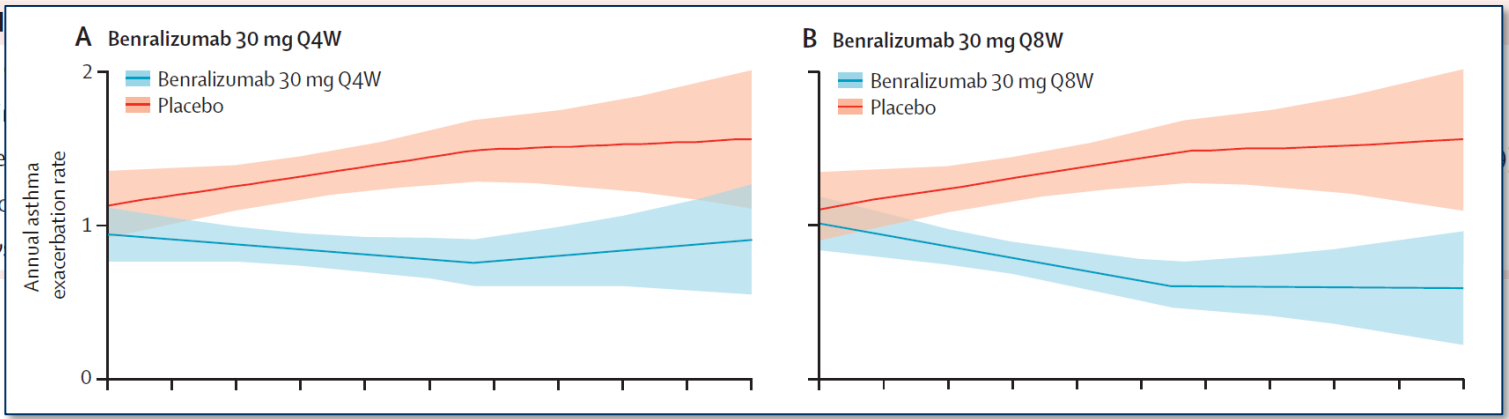 A Benralizumab 30 mg Q4W
Benralizumab 30 mg Q4W
Placebo
Annual asthma
exacerbation rate
2
1
0
B Benralizumab 30 mg Q8W
Benralizumab 30 mg Q8W
Placebo